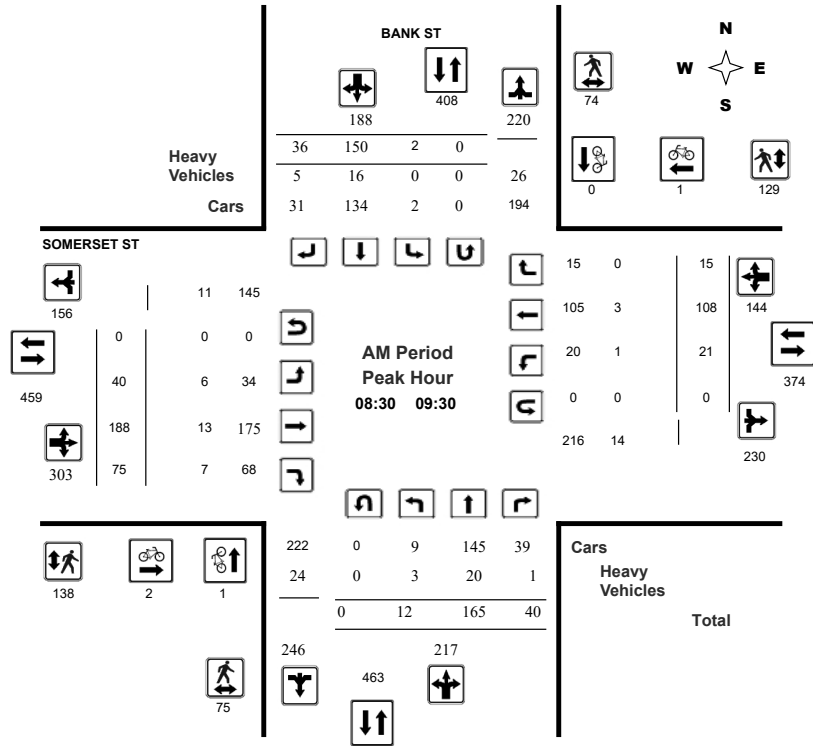 N
BANK ST
W E
S
408
74
188 220
36 150 2 0
Heavy
Vehicles
5 16 0 0 26
0 1 129
Cars 31 134 2 0 194
SOMERSET ST
15 0 15
156 11 145
105 3 108 144
0 0 0
AM Period
20 1 21
Peak Hour
40 6 34
374
459
08:30 09:30
0 0 0
188 13 175
216 14
230
303 75 7 68
222 0 9 145 39 Cars
24 0 3 20 1 Heavy
Vehicles
138 2 1
0 12 165 40
Total
246 217
463
75